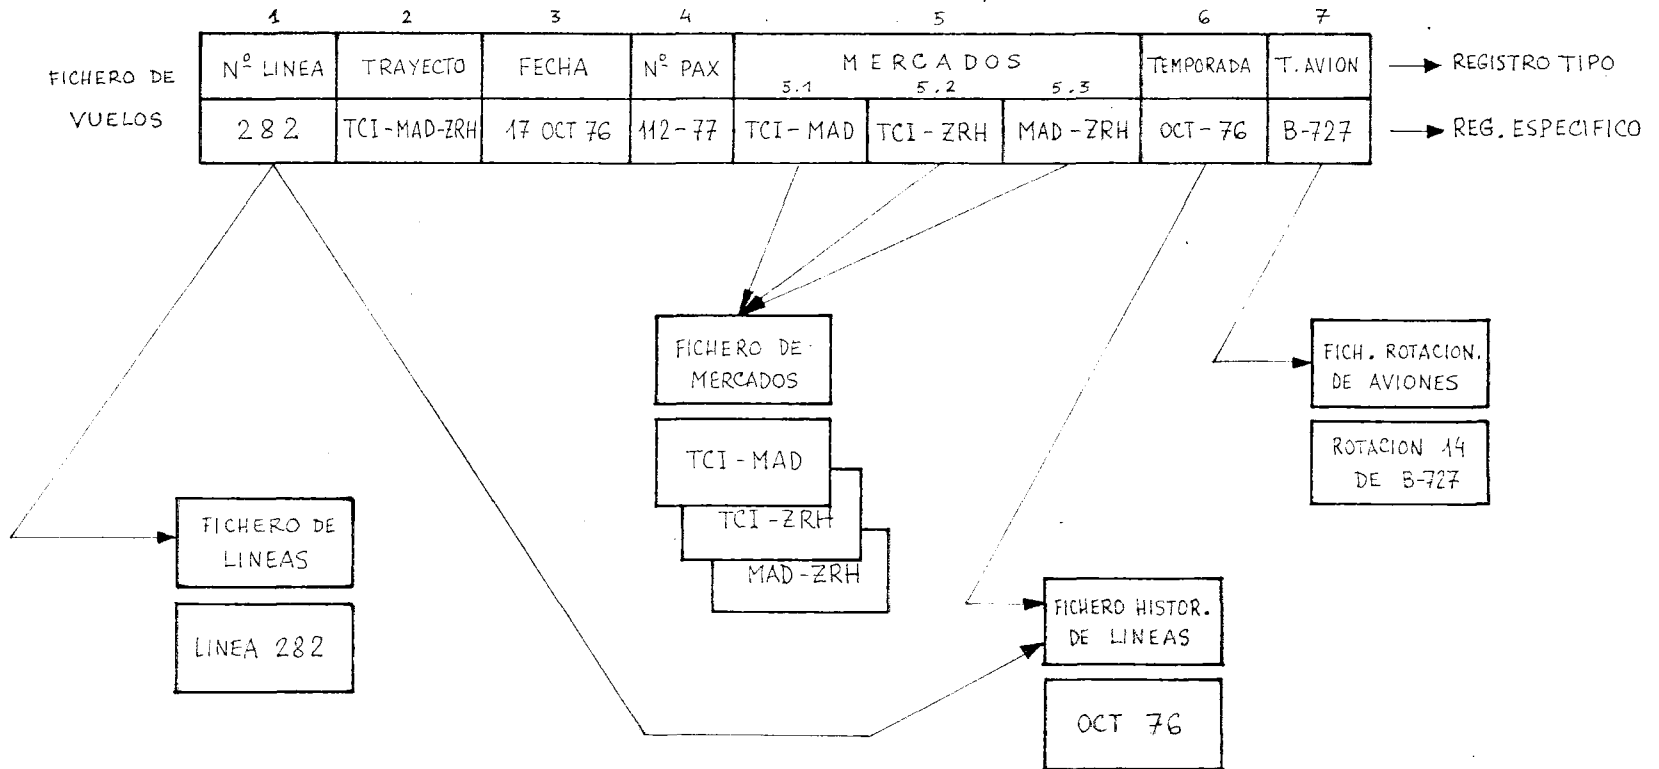 1 2 3 4 5 6 7
FICHERO DE
VUELOS
Nº LINEA TRAYECTO FECHA Nº PAX MERCADOS TEMPORADA T. AVION REGISTRO TIPO
5.1 5.2 5.3
282 TCI-MAD-ZRH 17 OCT 76 112-77 TCI-MAD TCI-ZRH MAD-ZRH OCT-76 B-727 REG. ESPECIFICO
FICHERO DE
MERCADOS
TCI-MAD
TCI-ZRH
MAD-ZRH
FICH. ROTACION.
DE AVIONES
ROTACION 14
DE B-727
FICHERO DE
LINEAS
LINEA 282
FICHERO HISTOR.
DE LINEAS
OCT 76